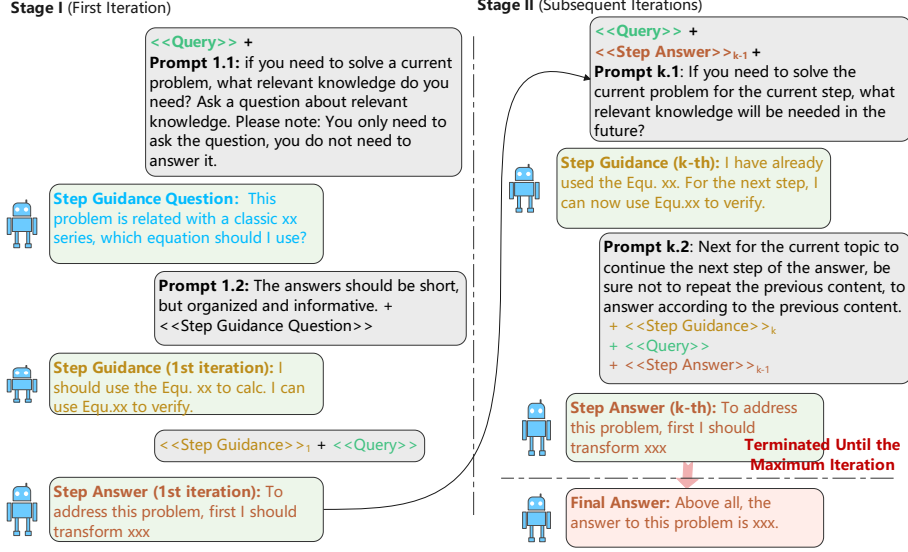 Stage I (First Iteration)
<<Query>> +
Prompt 1.1: if you need to solve a current
problem, what relevant knowledge do you
need? Ask a question about relevant
knowledge. Please note: You only need to
ask the question, you do not need to
answer it.
Step Guidance Question: This
problem is related with a classic xx
series, which equation should I use?
Prompt 1.2: The answers should be short,
but organized and informative. +
<<Step Guidance Question>>
Step Guidance (1st iteration): I
should use the Equ. xx to calc. I can
use Equ.xx to verify.
<<Step Guidance>>1 + <<Query>>
Step Answer (1st iteration): To
address this problem, first I should
transform xxx
Stage II (Subsequent Iterations)
<<Query>> +
<<Step Answer>>k-1 +
Prompt k.1: If you need to solve the
current problem for the current step, what
relevant knowledge will be needed in the
future?
Step Guidance (k-th): I have already
used the Equ. xx. For the next step, I
can now use Equ.xx to verify.
Prompt k.2: Next for the current topic to
continue the next step of the answer, be
sure not to repeat the previous content, to
answer according to the previous content.
+ <<Step Guidance>>k
+ <<Query>>
+ <<Step Answer>>k-1
Step Answer (k-th): To address
this problem, first I should
transform xxx
Terminated Until the
Maximum Iteration
Final Answer: Above all, the
answer to this problem is xxx.